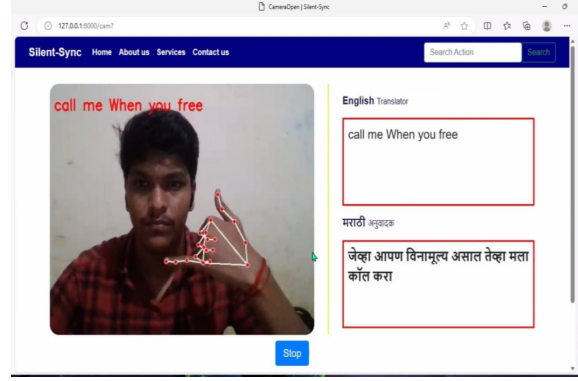 CameraOpen | Silent-Sync
127.0.0.1:8000/cam?
Silent-Sync Home About us Services Contact us Search Action Search
call me When you free
English Translator
call me When you free
मराठी अनुवादक
जेव्हा आपण विनामूल्य असाल तेव्हा मला
कॉल करा
Stop